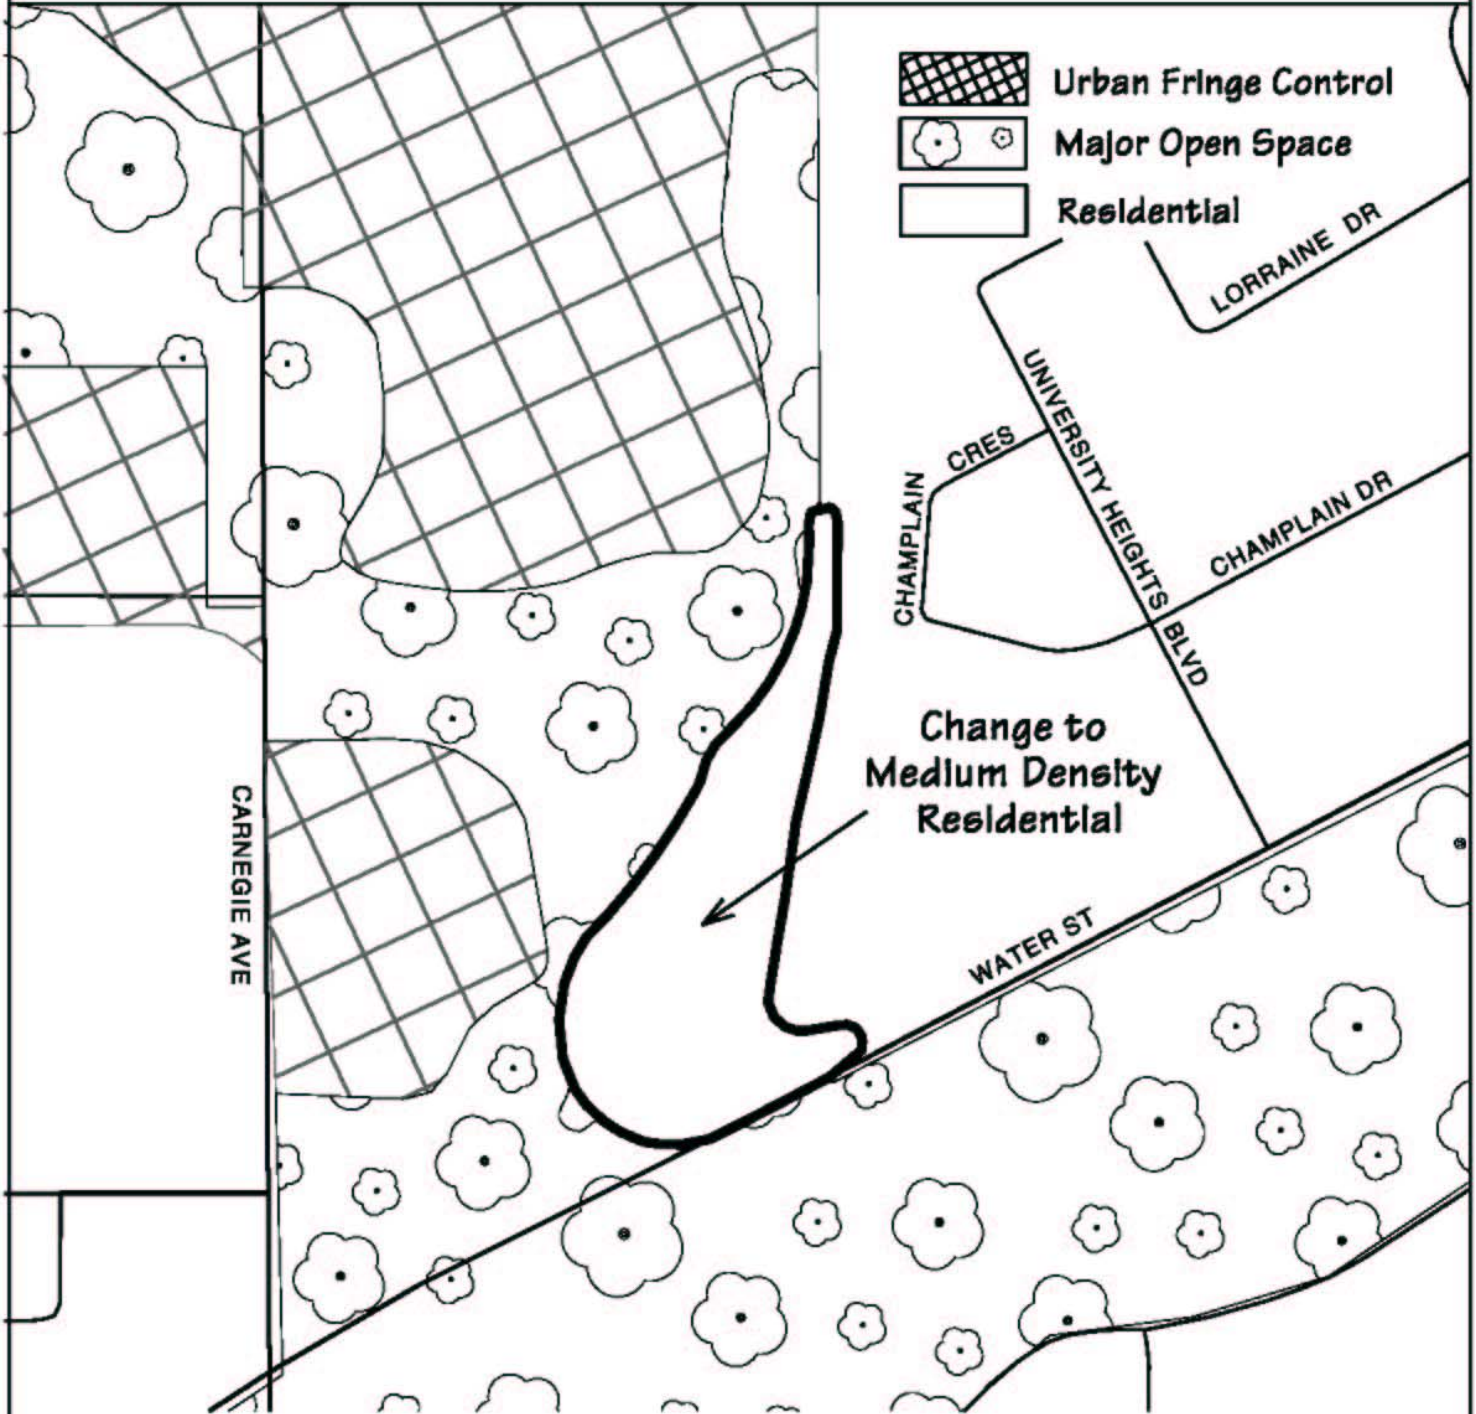 Urban Fringe Control
Major Open Space
Residential
LORRAINE DR
UNIVERSITY HEIGHTS BLVD
CRES
CHAMPLAIN
CHAMPLAIN DR
Change to
Medium Density
Residential
CARNEGIE AVE
WATER ST